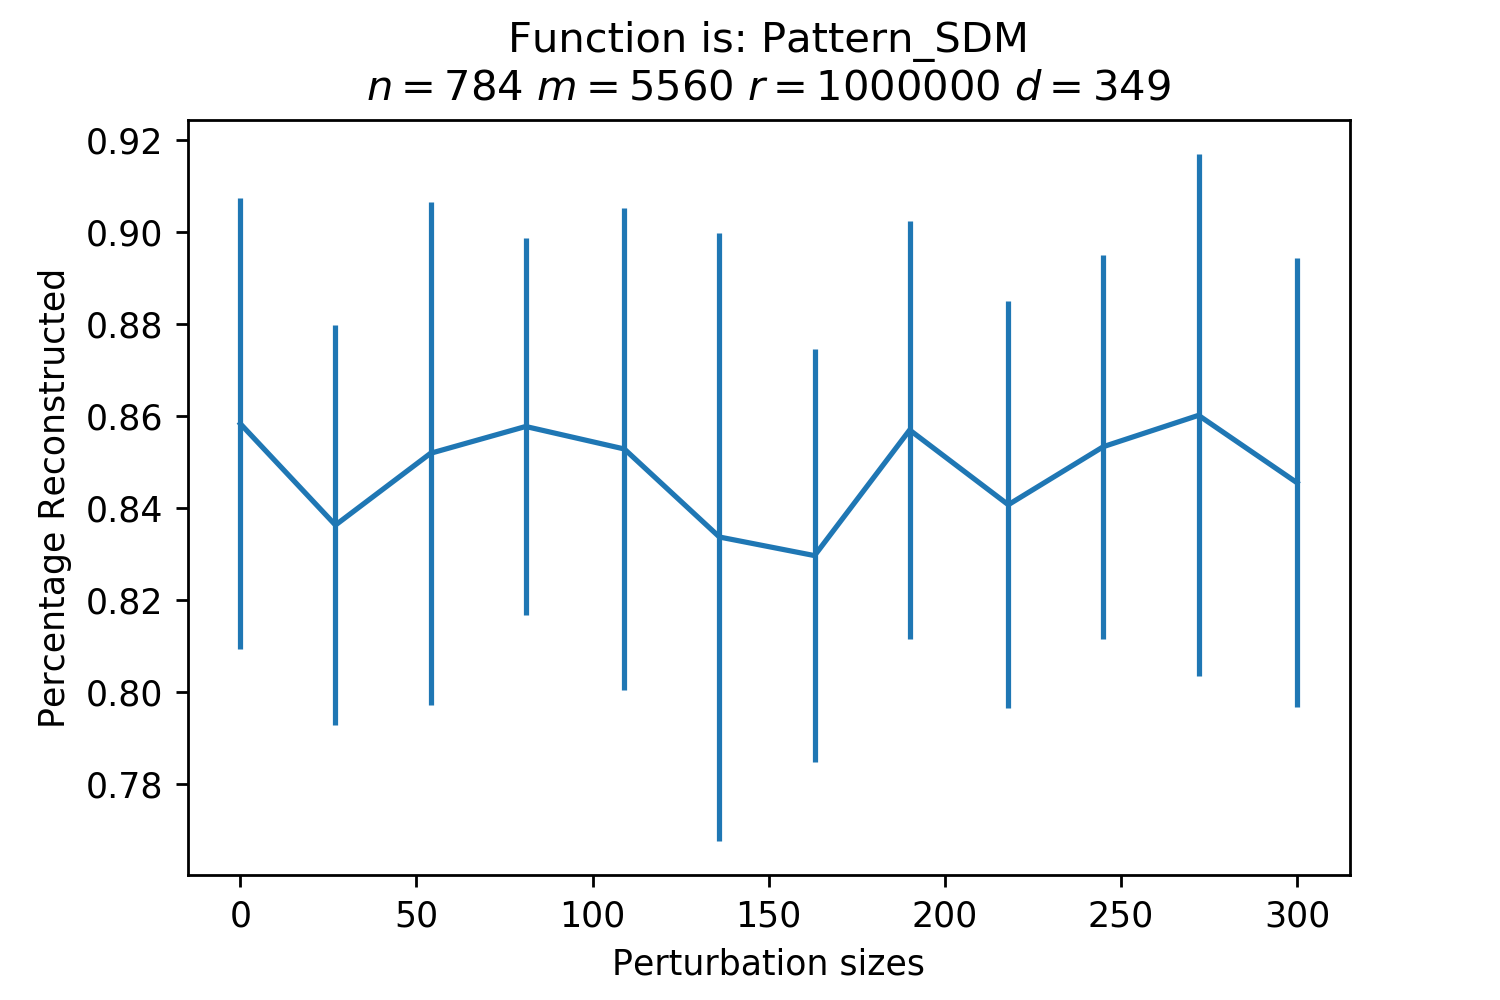 Function is: Pattern_SDM
n = 784 m = 5560 r = 1000000 d = 349
0.92
0.90
0.88
0.86
0.84
0.82
0.80
0.78
Percentage Reconstructed
0 50 100 150 200 250 300
Perturbation sizes